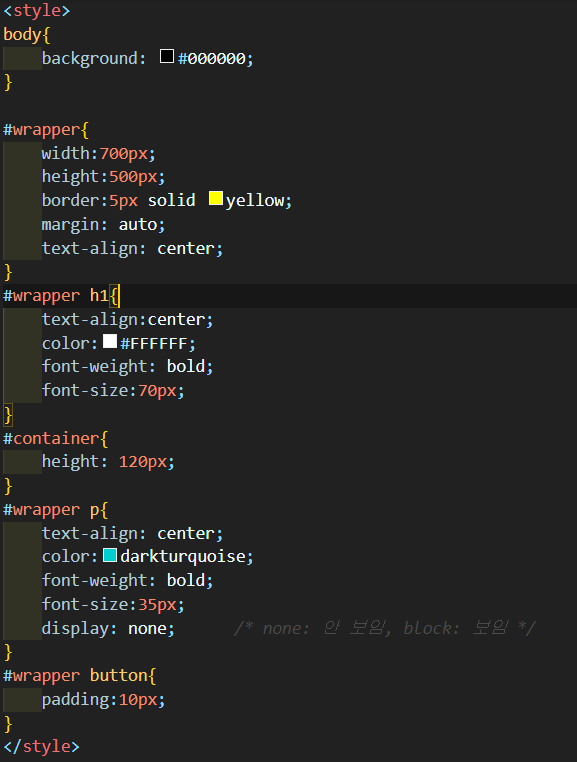 <style>
body{
    background: #000000;
}

#wrapper{
    width:700px;
    height:500px;
    border:5px solid yellow;
    margin: auto;
    text-align: center;
}
#wrapper h1{
    text-align:center;
    color:#FFFFFF;
    font-weight: bold;
    font-size:70px;
}
#container{
    height: 120px;
}
#wrapper p{
    text-align: center;
    color:darkturquoise;
    font-weight: bold;
    font-size:35px;
    display: none;      /* none: 안 보임, block: 보임 */
}
#wrapper button{
    padding:10px;
}
</style>